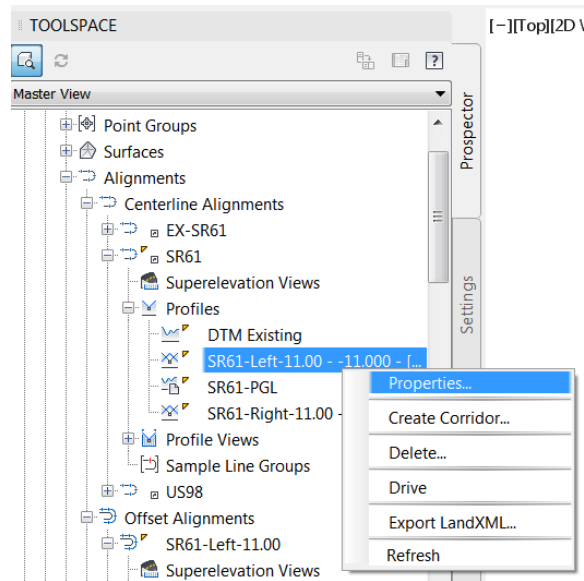 TOOLSPACE
[−][Top][2D
?
Master View
Point Groups
Surfaces
Alignments
Centerline Alignments
EX-SR61
SR61
Superelevation Views
Profiles
DTM Existing
SR61-Left-11.00 - -11.000 - [...
SR61-PGL
SR61-Right-11.00 -
Profile Views
Sample Line Groups
US98
Offset Alignments
SR61-Left-11.00
Superelevation Views
Properties...
Create Corridor...
Delete...
Drive
Export LandXML...
Refresh
Prospector
Settings